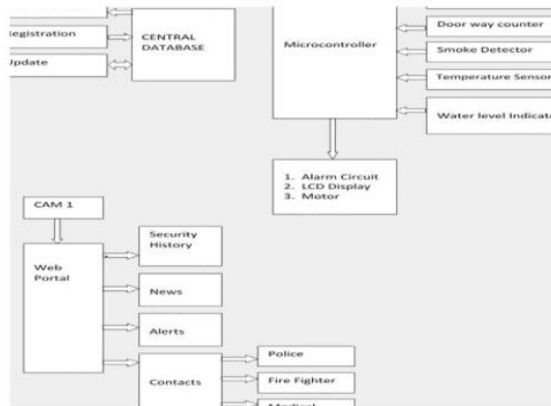 Registration
Update
CENTRAL
DATABASE
Microcontroller
Door way counter
Smoke Detector
Temperature Sensor
Water level Indicator
1. Alarm Circuit
2. LCD Display
3. Motor
CAM 1
Web
Portal
Security
History
News
Alerts
Contacts
Police
Fire Fighter
Medical